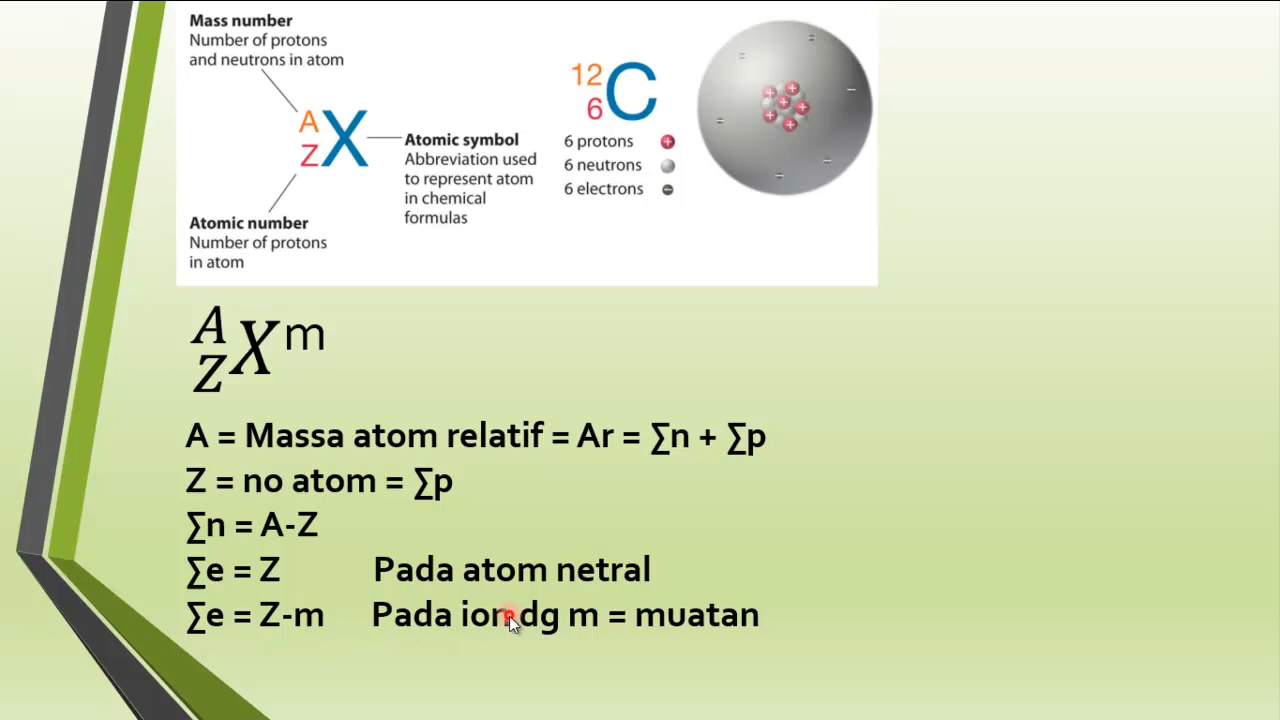 Mass number
Number of protons
and neutrons in atom
A
Z
X
Atomic symbol
Abbreviation used
to represent atom
in chemical
formulas
Atomic number
Number of protons
in atom
12
6
C
6 protons +
6 neutrons
6 electrons −
A
Z
X m
A = Massa atom relatif = Ar = ∑n + ∑p
Z = no atom = ∑p
∑n = A-Z
∑e = Z Pada atom netral
∑e = Z-m Pada ion dg m = muatan